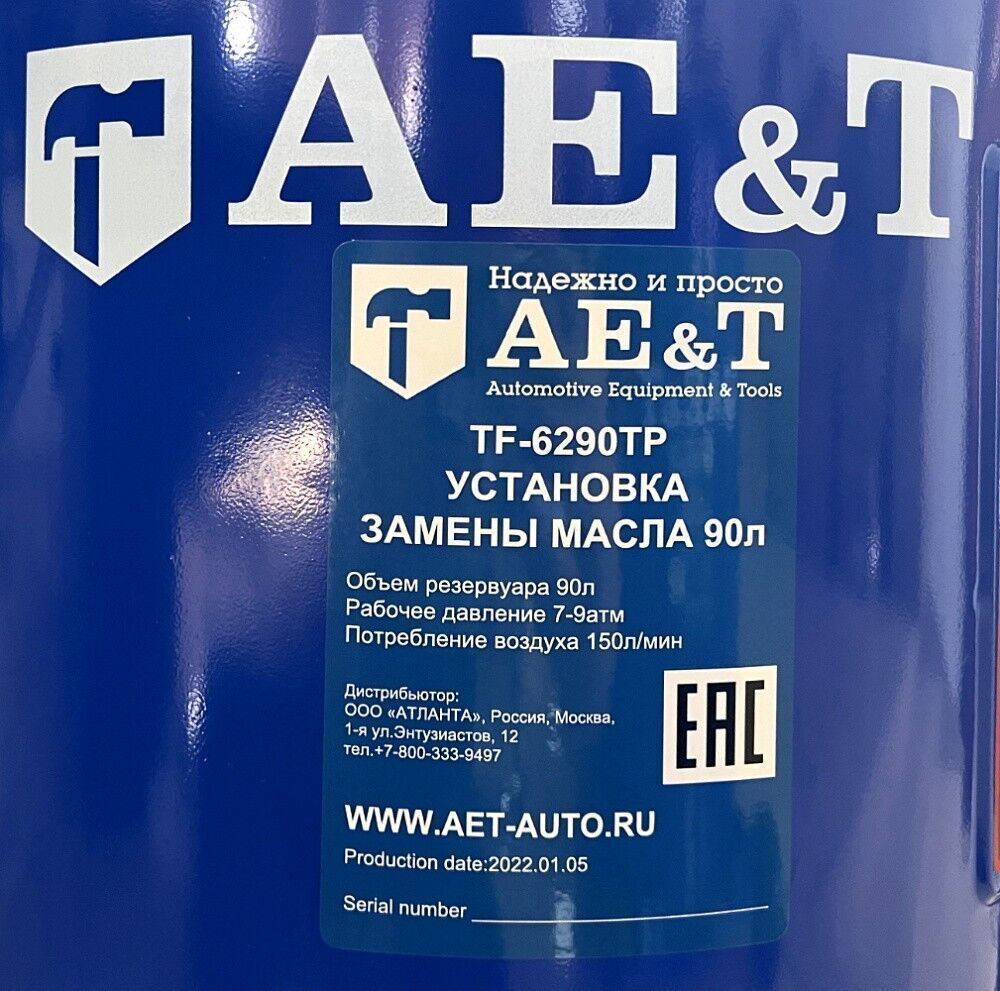 AE&T
Надежно и просто
AE&T
Automotive Equipment & Tools
TF-6290TP
УСТАНОВКА
ЗАМЕНЫ МАСЛА 90л
Объем резервуара 90л
Рабочее давление 7-9атм
Потребление воздуха 150л/мин
Дистрибьютор:
ООО «АТЛАНТА», Россия, Москва,
1-я ул.Энтузиастов, 12
тел.+7-800-333-9497
EAC
WWW.AET-AUTO.RU
Production date:2022.01.05
Serial number